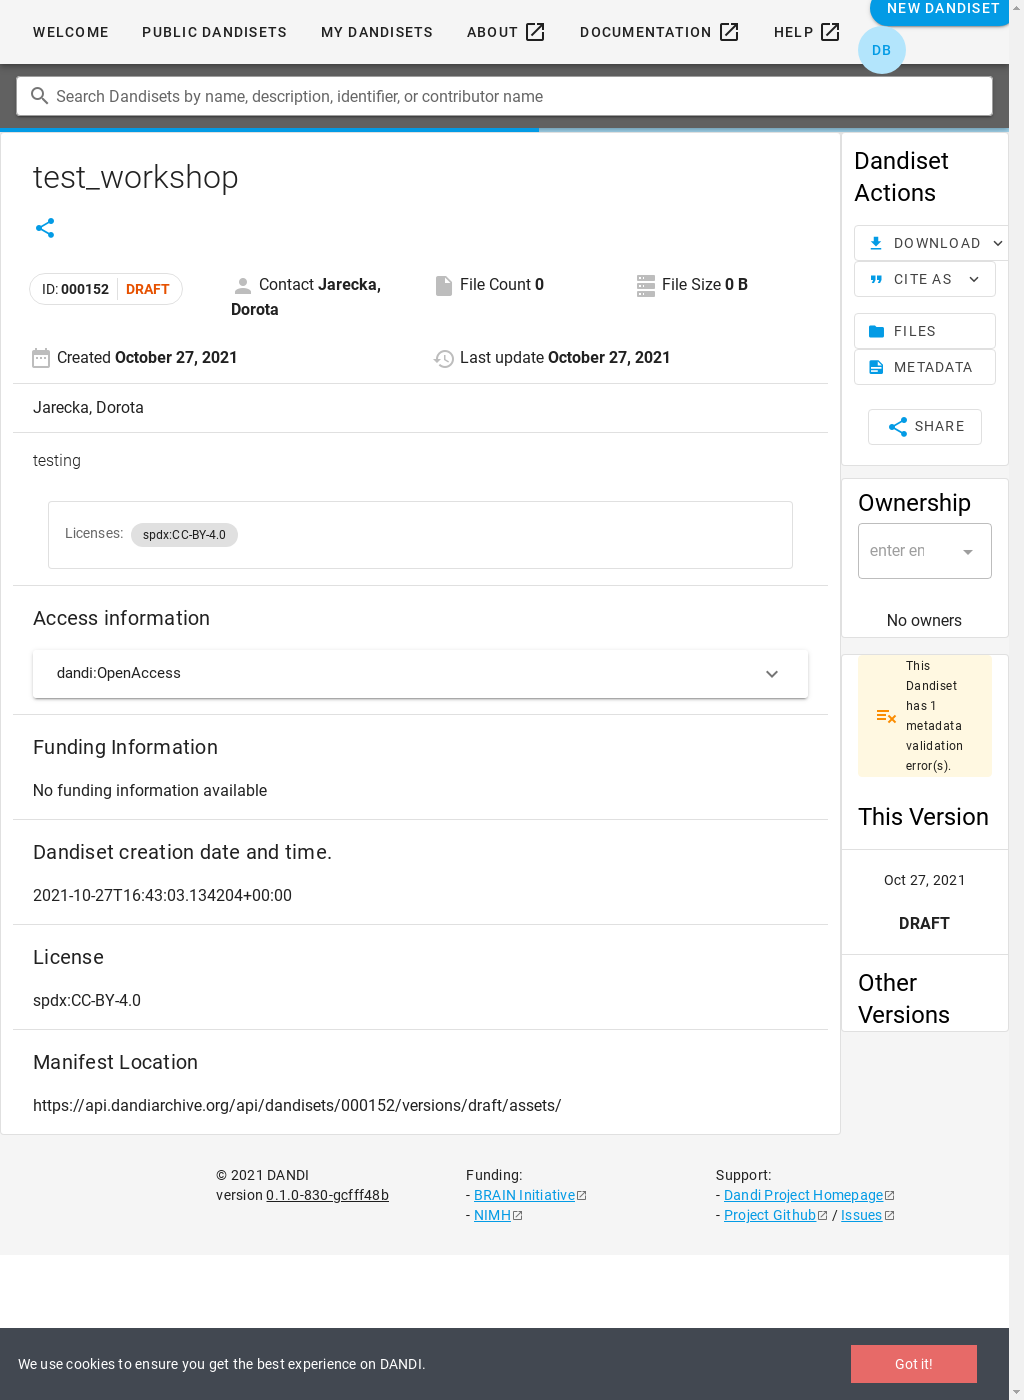 WELCOME
PUBLIC DANDISETS
MY DANDISETS
ABOUT
DOCUMENTATION
HELP
NEW DANDISET
DB
Search Dandisets by name, description, identifier, or contributor name
test_workshop
ID: 000152 DRAFT
Contact Jarecka,
Dorota
File Count 0
File Size 0 B
Created October 27, 2021
Last update October 27, 2021
Jarecka, Dorota
testing
Licenses: spdx:CC-BY-4.0
Access information
dandi:OpenAccess
Funding Information
No funding information available
Dandiset creation date and time.
2021-10-27T16:43:03.134204+00:00
License
spdx:CC-BY-4.0
Manifest Location
https://api.dandiarchive.org/api/dandisets/000152/versions/draft/assets/
Dandiset
Actions
DOWNLOAD
CITE AS
FILES
METADATA
SHARE
Ownership
enter en
No owners
This
Dandiset
has 1
metadata
validation
error(s).
This Version
Oct 27, 2021
DRAFT
Other
Versions
© 2021 DANDI
version 0.1.0-830-gcfff48b
Funding:
- BRAIN Initiative
- NIMH
Support:
- Dandi Project Homepage
- Project Github / Issues
We use cookies to ensure you get the best experience on DANDI.
Got it!